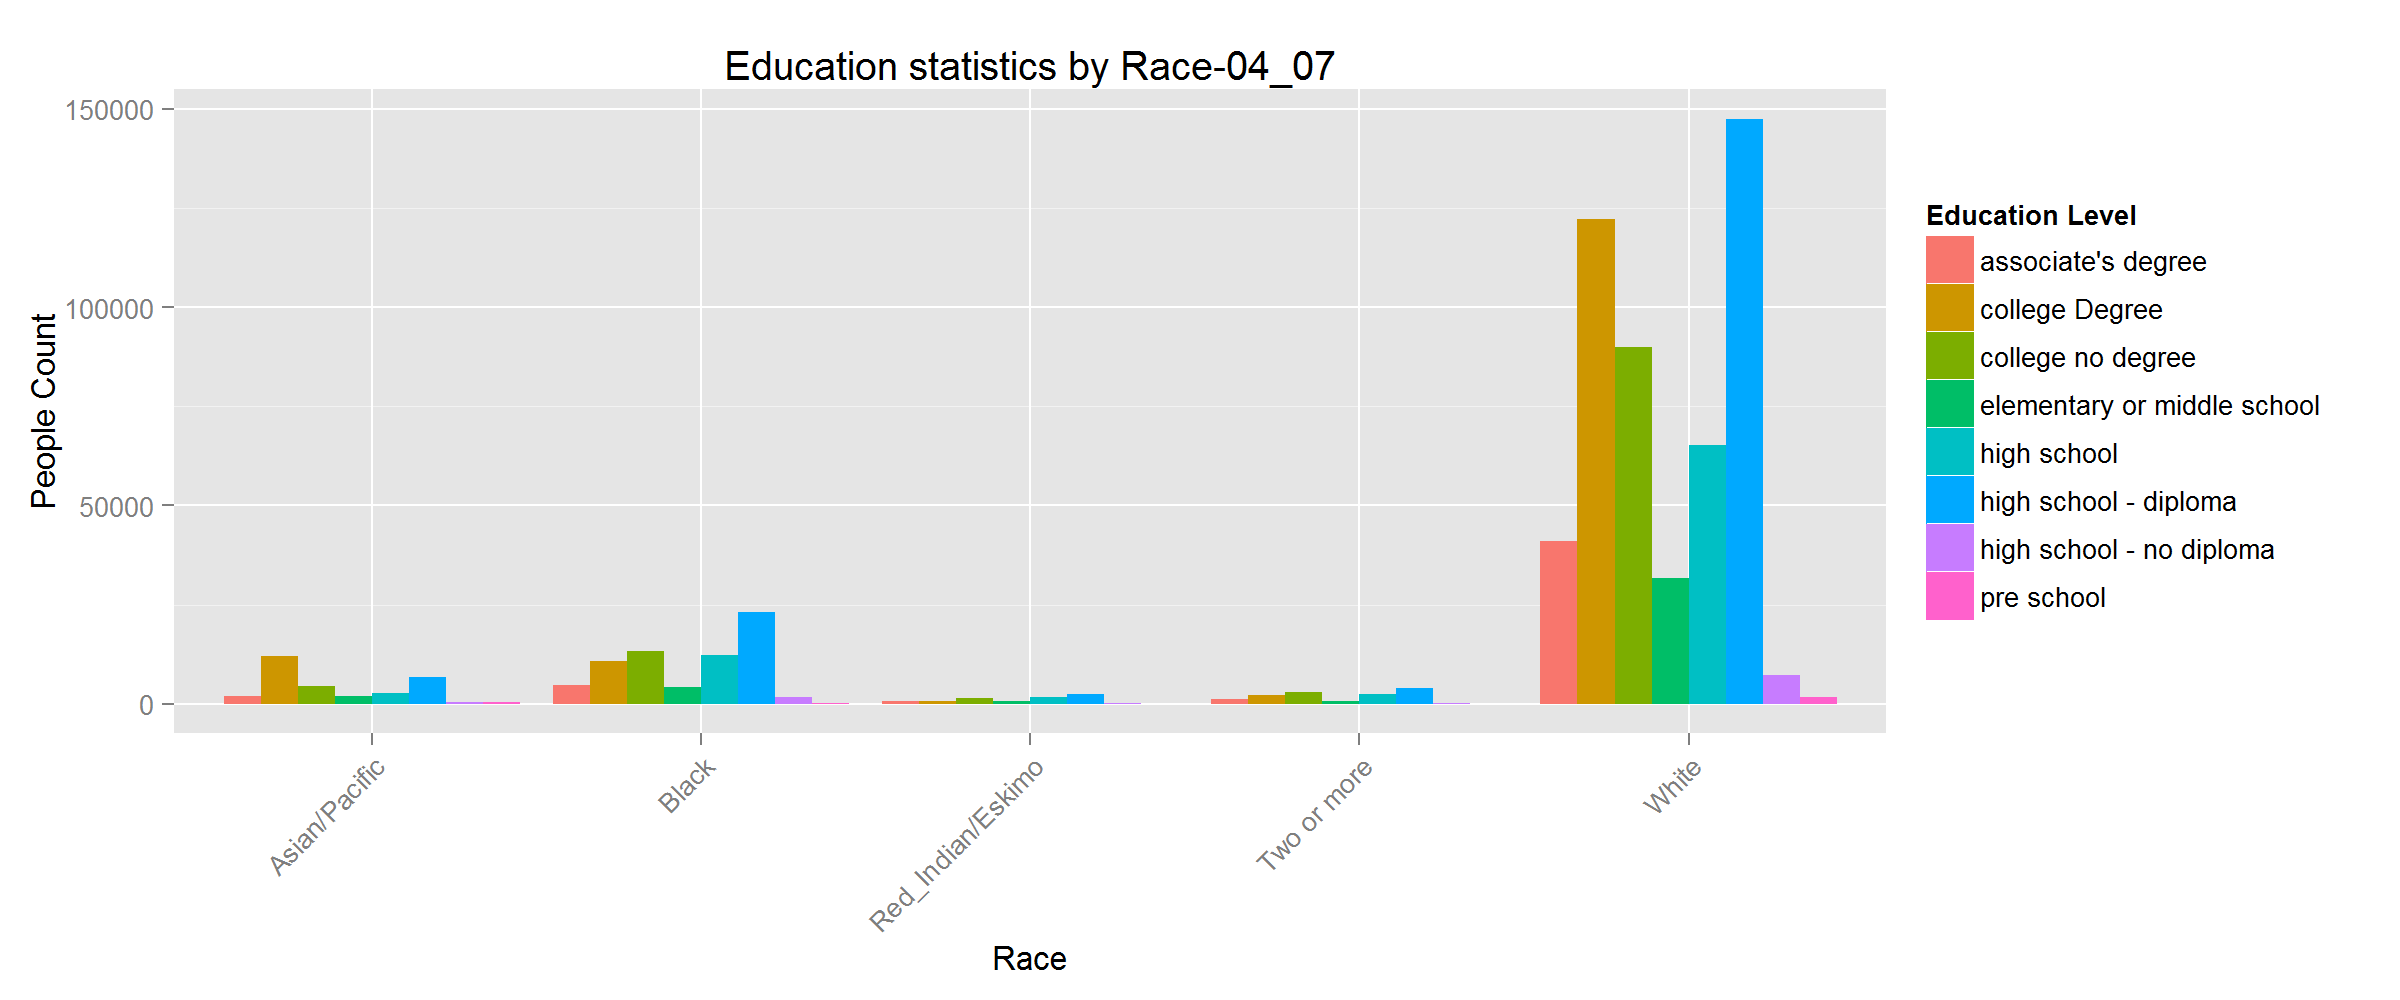 Education statistics by Race-04_07
150000
100000
50000
0
People Count
Asian/Pacific
Black
Red_Indian/Eskimo
Two or more
White
Race
Education Level
associate's degree
college Degree
college no degree
elementary or middle school
high school
high school - diploma
high school - no diploma
pre school